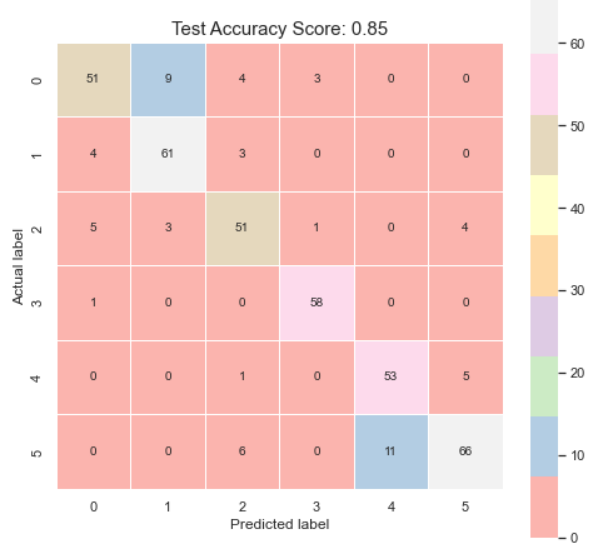 Test Accuracy Score: 0.85
0 51 9 4 3 0 0
1 4 61 3 0 0 0
2 5 3 51 1 0 4
3 1 0 0 58 0 0
4 0 0 1 0 53 5
5 0 0 6 0 11 66
0 1 2 3 4 5
Predicted label
Actual label
60
50
40
30
20
10
0